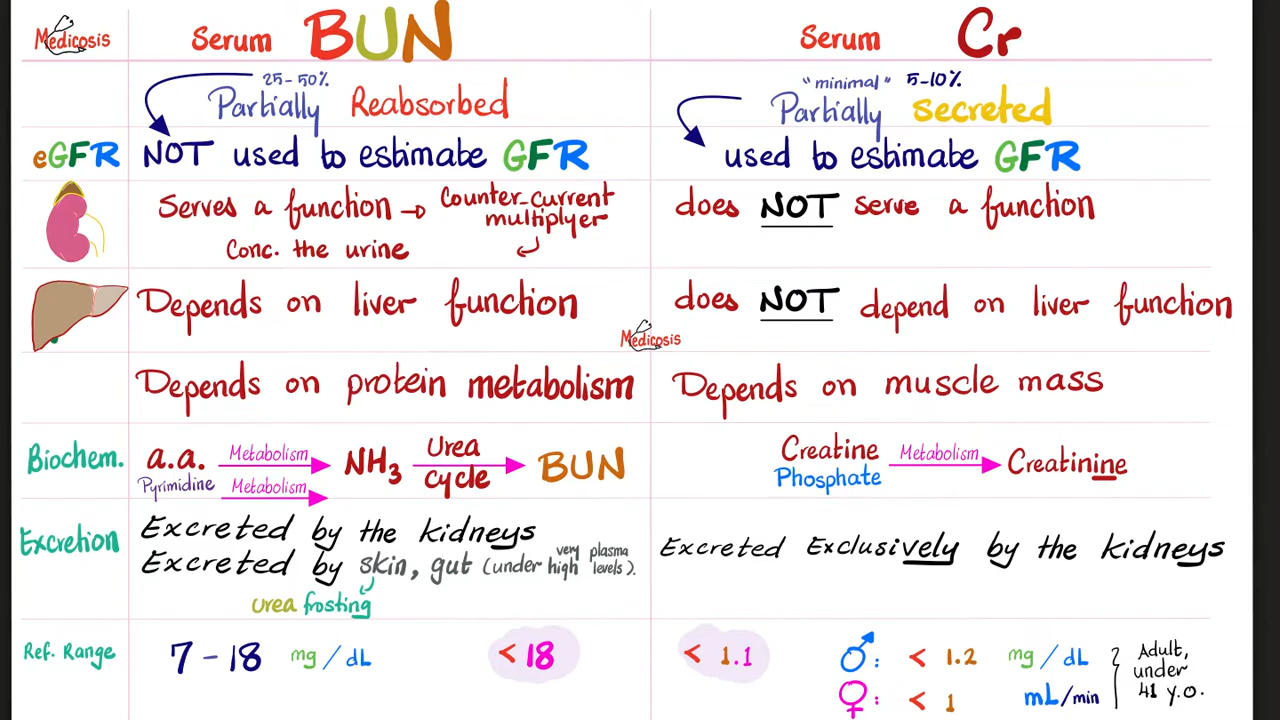 Medicosis
Serum BUN
Serum Cr
25-50%
Partially Reabsorbed
"minimal" 5-10%
Partially secreted
eGFR
NOT used to estimate GFR
used to estimate GFR
Serves a function → Counter-current
multiplyer
Conc. the urine
does NOT serve a function
Depends on liver function
does NOT depend on liver function
Medicosis
Depends on protein metabolism
Depends on muscle mass
Biochem.
a.a. Metabolism NH3 Urea cycle BUN
Pyrimidine Metabolism
Creatine Metabolism Creatinine
Phosphate
Excretion
Excreted by the kidneys
Excreted by skin, gut (under very high plasma levels).
urea frosting
Excreted Exclusively by the kidneys
Ref. Range
7-18 mg/dL <18
<1.1
♂: < 1.2 mg/dL
♀: < 1 mL/min
Adult,
under
41 y.o.